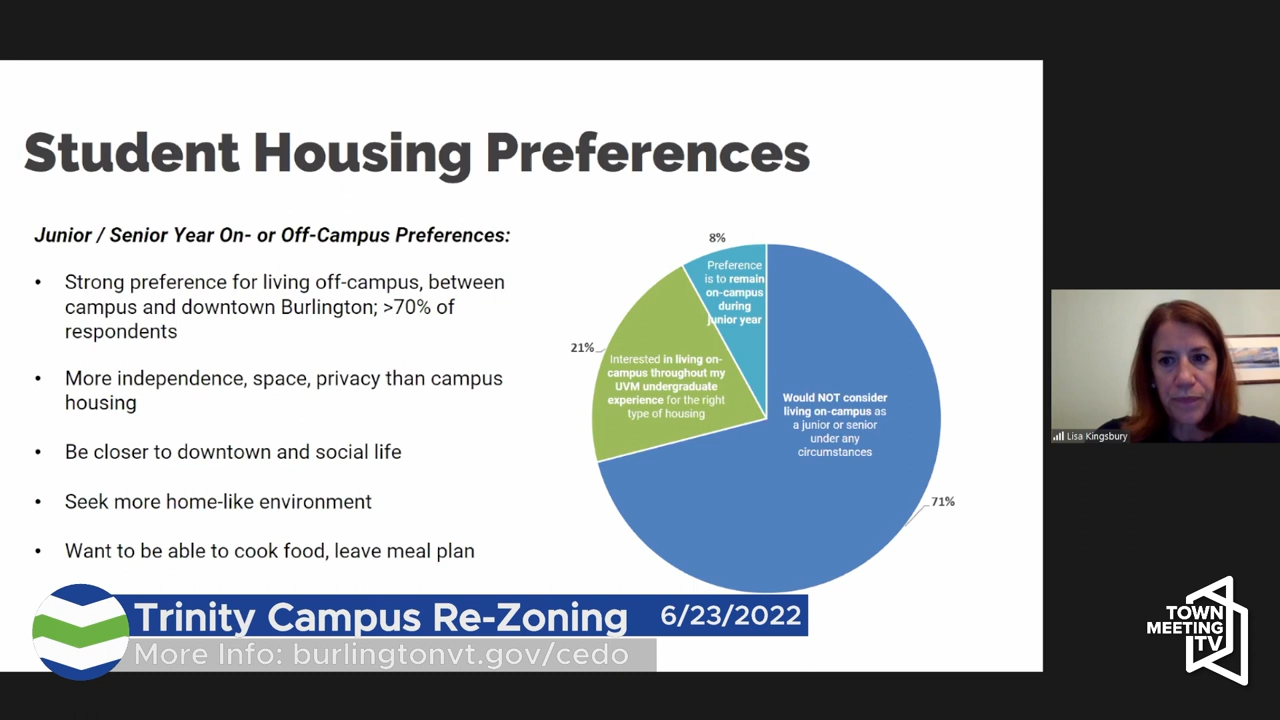 Student Housing Preferences
Junior / Senior Year On- or Off-Campus Preferences:
• Strong preference for living off-campus, between
campus and downtown Burlington; >70% of
respondents
• More independence, space, privacy than campus
housing
• Be closer to downtown and social life
• Seek more home-like environment
• Want to be able to cook food, leave meal plan
8%
Preference
is to remain
on-campus
during
junior year
21%
Interested in living on-
campus throughout my
UVM undergraduate
experience for the right
type of housing
Would NOT consider
living on-campus as
a junior or senior
under any
circumstances
71%
Lisa Kingsbury
Trinity Campus Re-Zoning 6/23/2022
More Info: burlingtonvt.gov/cedo
TOWN
MEETING
TV